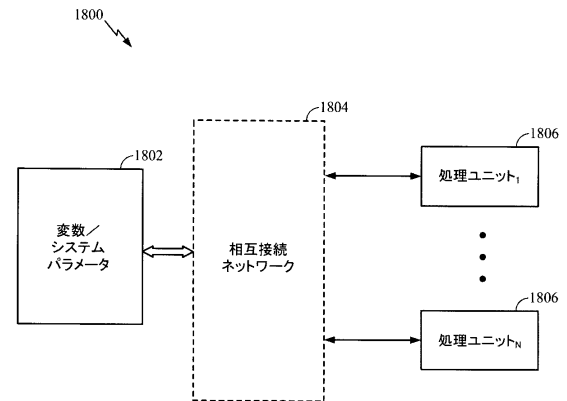 1800
1802
変数／
システム
パラメータ
1804
相互接続
ネットワーク
1806
処理ユニット1
1806
処理ユニットN